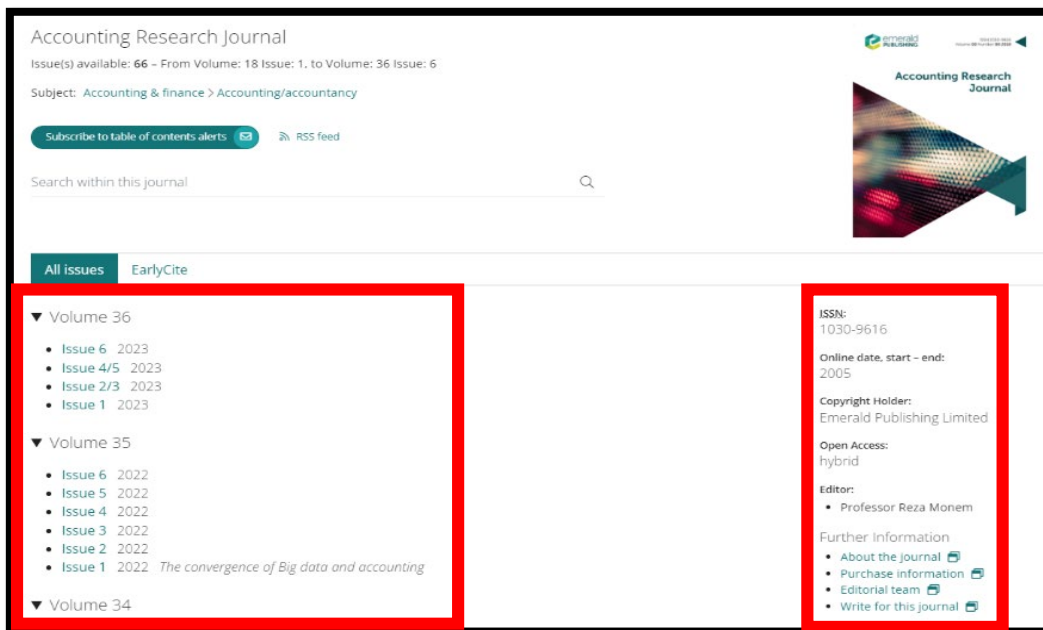 Accounting Research Journal
Issue(s) available: 66 – From Volume: 18 Issue: 1, to Volume: 36 Issue: 6
Subject: Accounting & finance > Accounting/accountancy
Subscribe to table of contents alerts
RSS feed
Search within this journal
emerald
PUBLISHING
Accounting Research
Journal
All issues
EarlyCite
▼ Volume 36
• Issue 6 2023
• Issue 4/5 2023
• Issue 2/3 2023
• Issue 1 2023
▼ Volume 35
• Issue 6 2022
• Issue 5 2022
• Issue 4 2022
• Issue 3 2022
• Issue 2 2022
• Issue 1 2022 The convergence of Big data and accounting
▼ Volume 34
ISSN:
1030-9616
Online date, start – end:
2005
Copyright Holder:
Emerald Publishing Limited
Open Access:
hybrid
Editor:
• Professor Reza Monem
Further Information
• About the journal
• Purchase information
• Editorial team
• Write for this journal